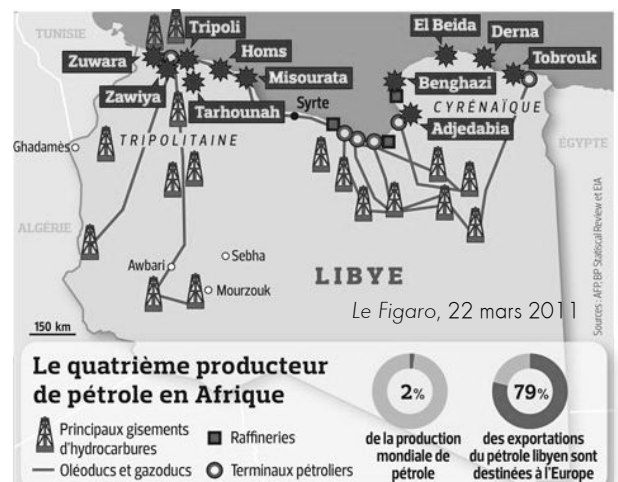 TUNISIE
Tripoli
El Beida
Derna
Zuwara
Homs
Tobrouk
Misourata
Benghazi
Zawiya
Tarhounah
Syrte
CYRÉNAÏQUE
Adjedabia
Ghadamès
TRIPOLITAINE
ÉGYPTE
ALGÉRIE
Awbari
Sebha
Mourzouk
LIBYE
Le Figaro, 22 mars 2011
150 km
Sources : AFP, BP Statiscal Review et EIA
Le quatrième producteur
de pétrole en Afrique
Principaux gisements
d'hydrocarbures
Raffineries
Oléoducs et gazoducs
Terminaux pétroliers
2%
de la production
mondiale de
pétrole
79%
des exportations
du pétrole libyen sont
destinées à l'Europe